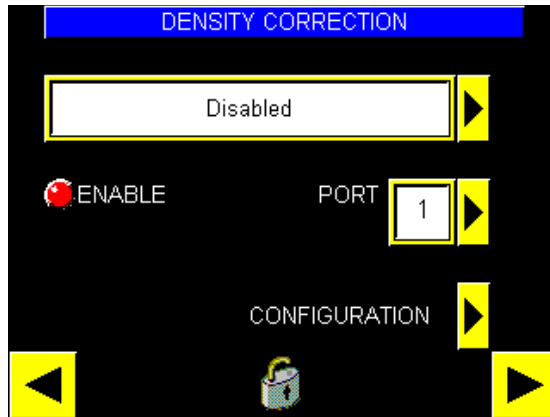 DENSITY CORRECTION
Disabled
ENABLE PORT 1
CONFIGURATION